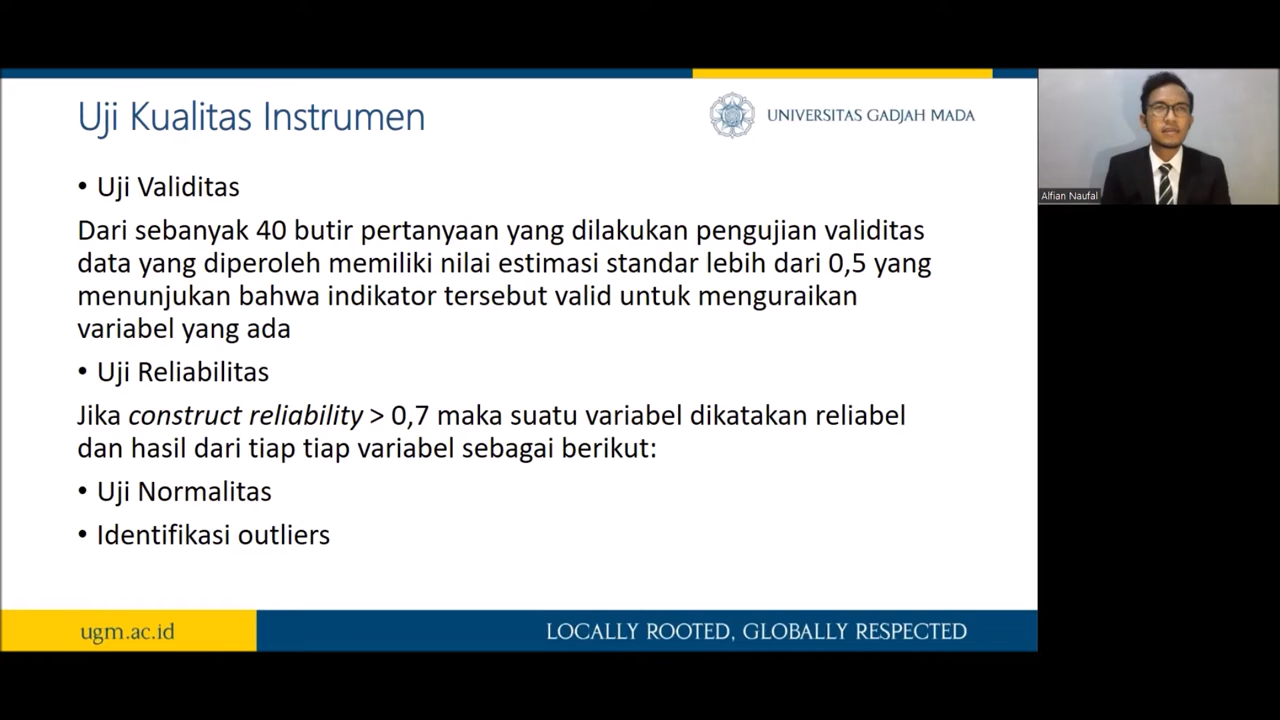 Uji Kualitas Instrumen
UNIVERSITAS GADJAH MADA
• Uji Validitas
Dari sebanyak 40 butir pertanyaan yang dilakukan pengujian validitas
data yang diperoleh memiliki nilai estimasi standar lebih dari 0,5 yang
menunjukan bahwa indikator tersebut valid untuk menguraikan
variabel yang ada
• Uji Reliabilitas
Jika construct reliability > 0,7 maka suatu variabel dikatakan reliabel
dan hasil dari tiap tiap variabel sebagai berikut:
• Uji Normalitas
• Identifikasi outliers
ugm.ac.id
LOCALLY ROOTED, GLOBALLY RESPECTED
Alfian Naufal